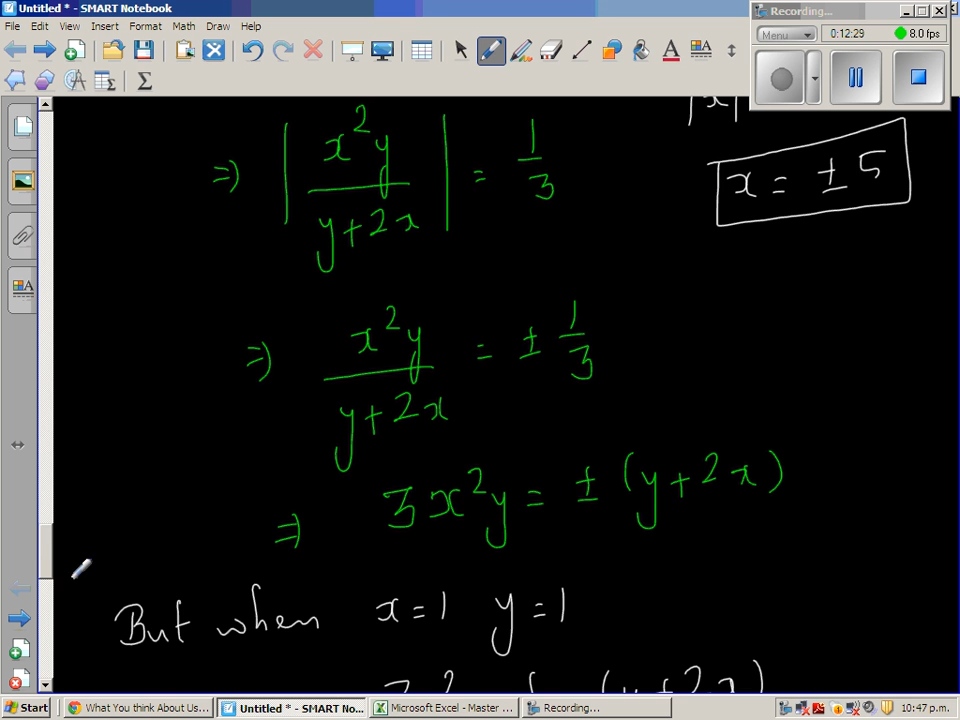 Untitled * - SMART Notebook
Recording...
File Edit View Insert Format Math Draw Help
Menu 0:12:29 8.0 fps
|x|
⇒ | x²y / (y+2x) | = 1/3
x = ± 5
⇒ x²y / (y+2x) = ± 1/3
⇒ 3x²y = ± (y+2x)
But when x=1 y=1
Start What You think About Us... Untitled * - SMART No... Microsoft Excel - Master ... Recording... 10:47 p.m.